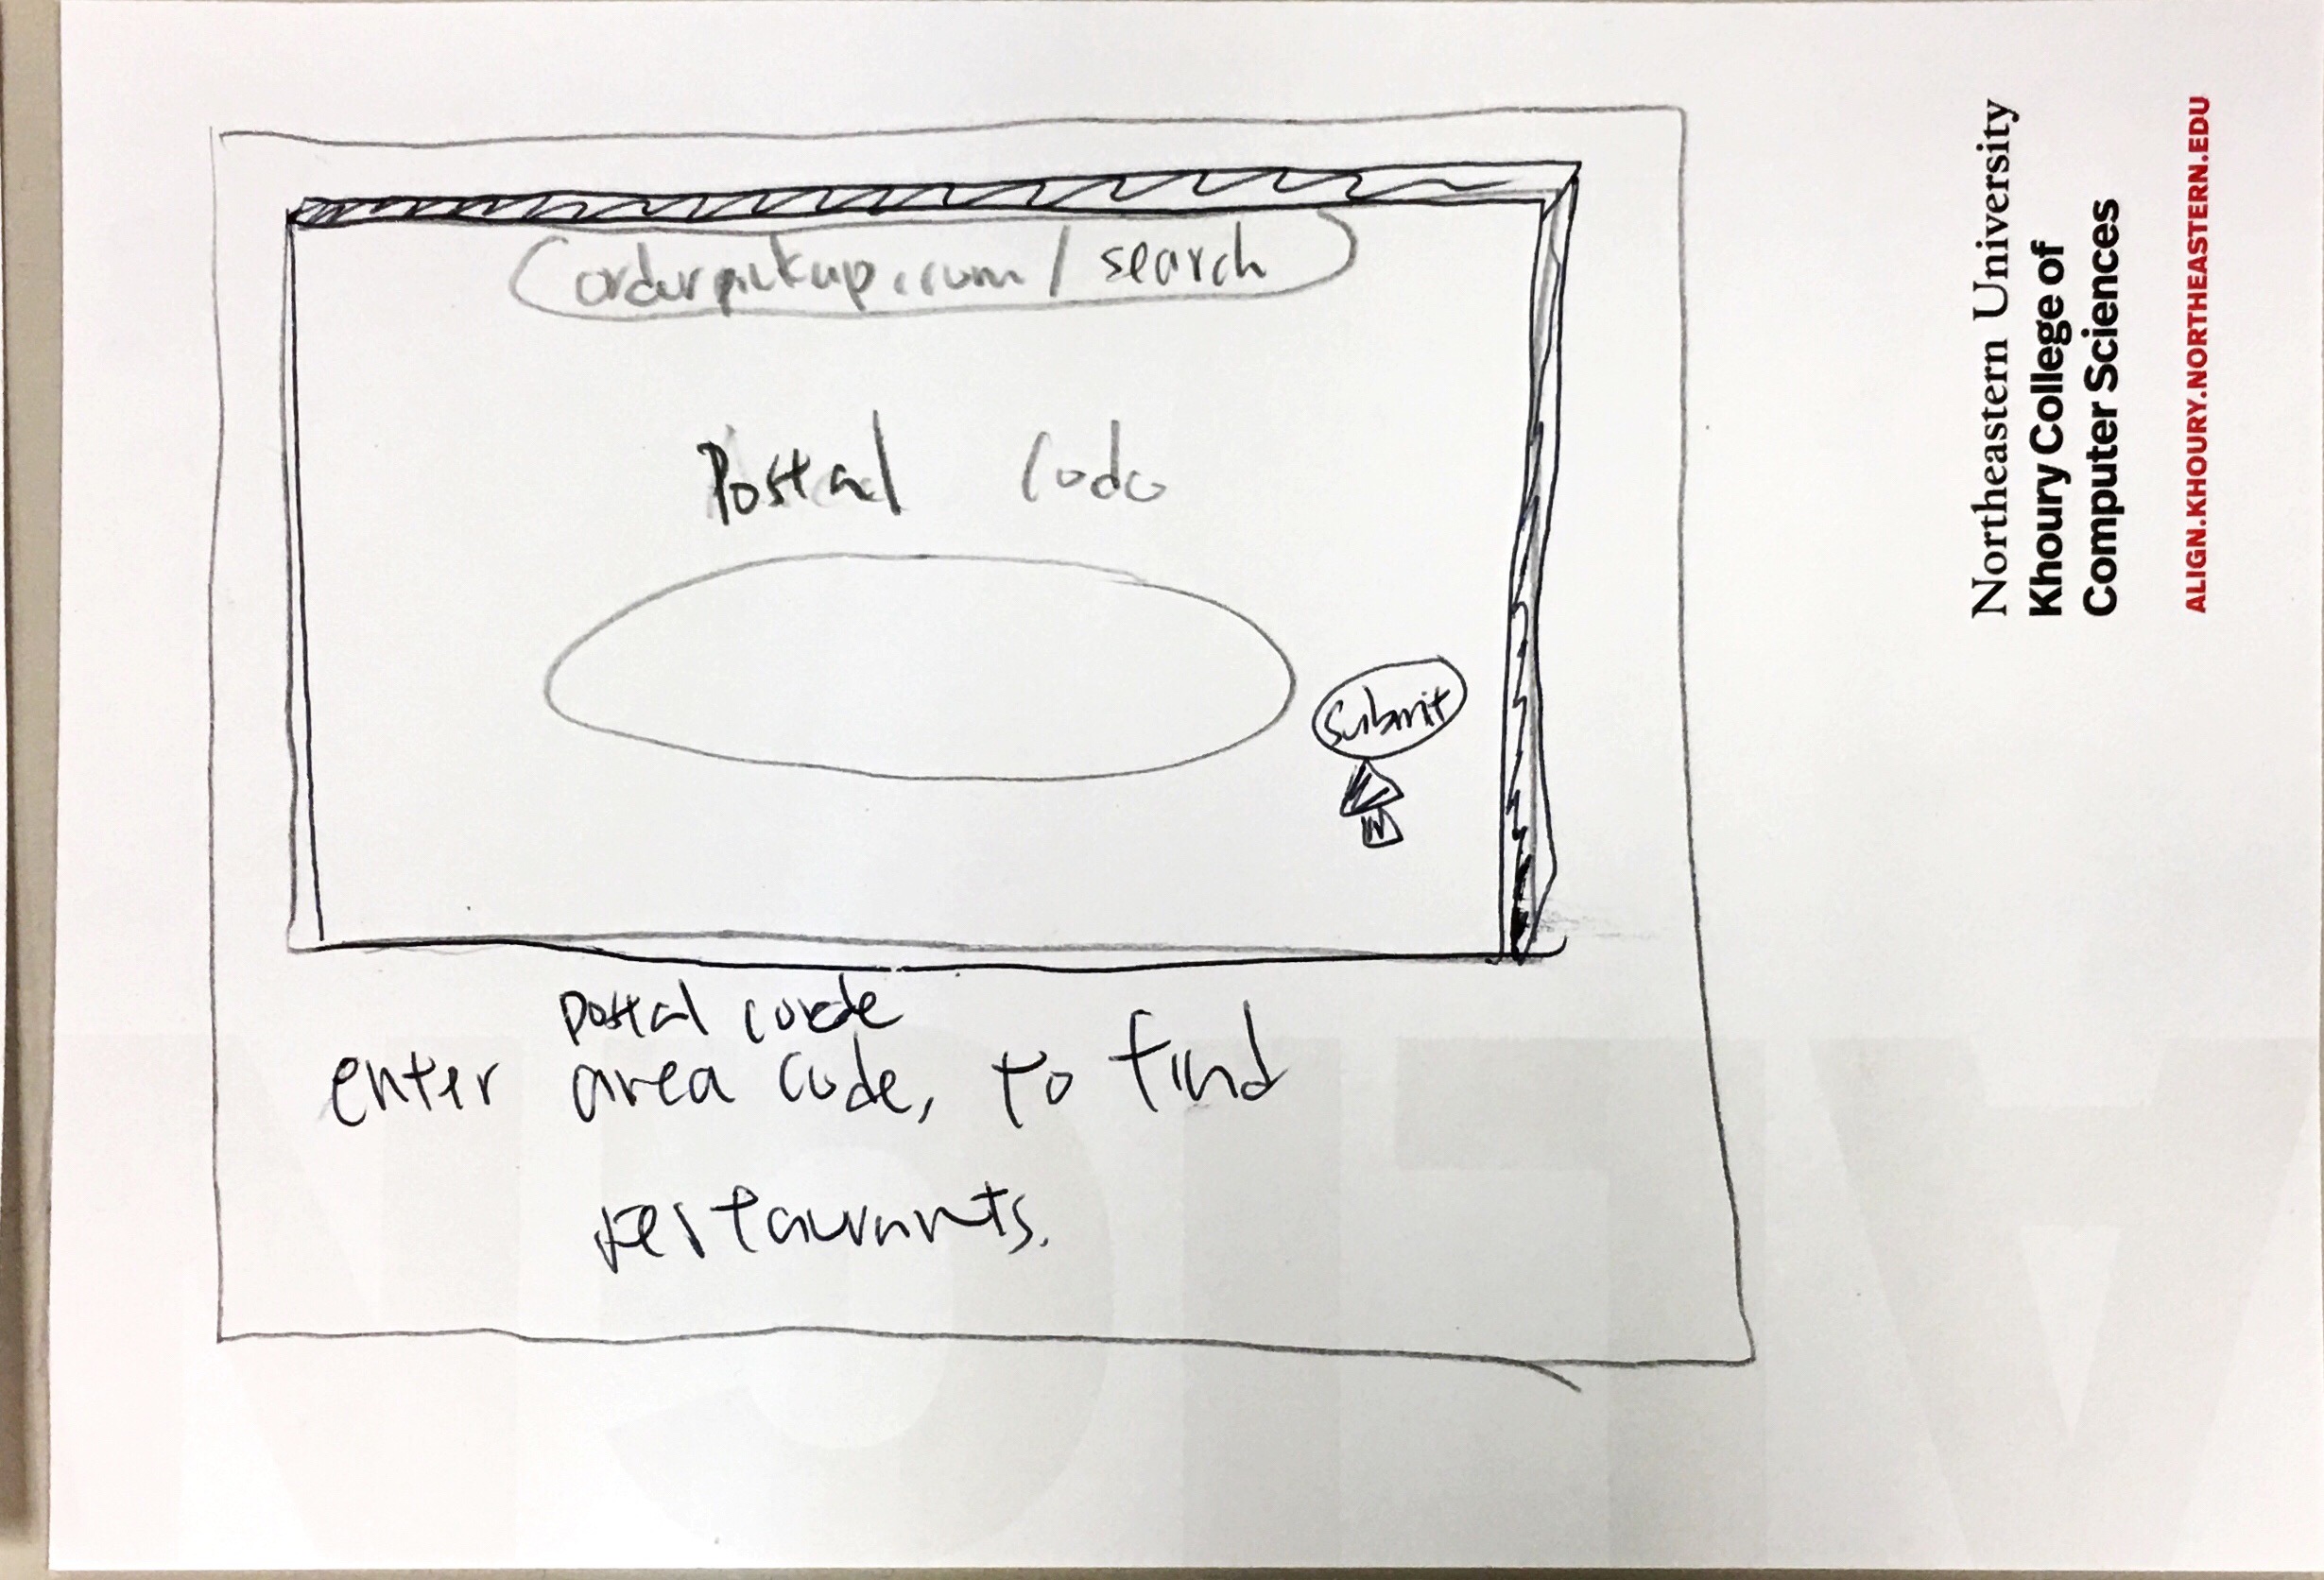 orderpickup.com/search
Postal Code
Submit
postal code
enter area code, to find
restaurants.
Northeastern University
Khoury College of
Computer Sciences
ALIGN.KHOURY.NORTHEASTERN.EDU
ALIGN